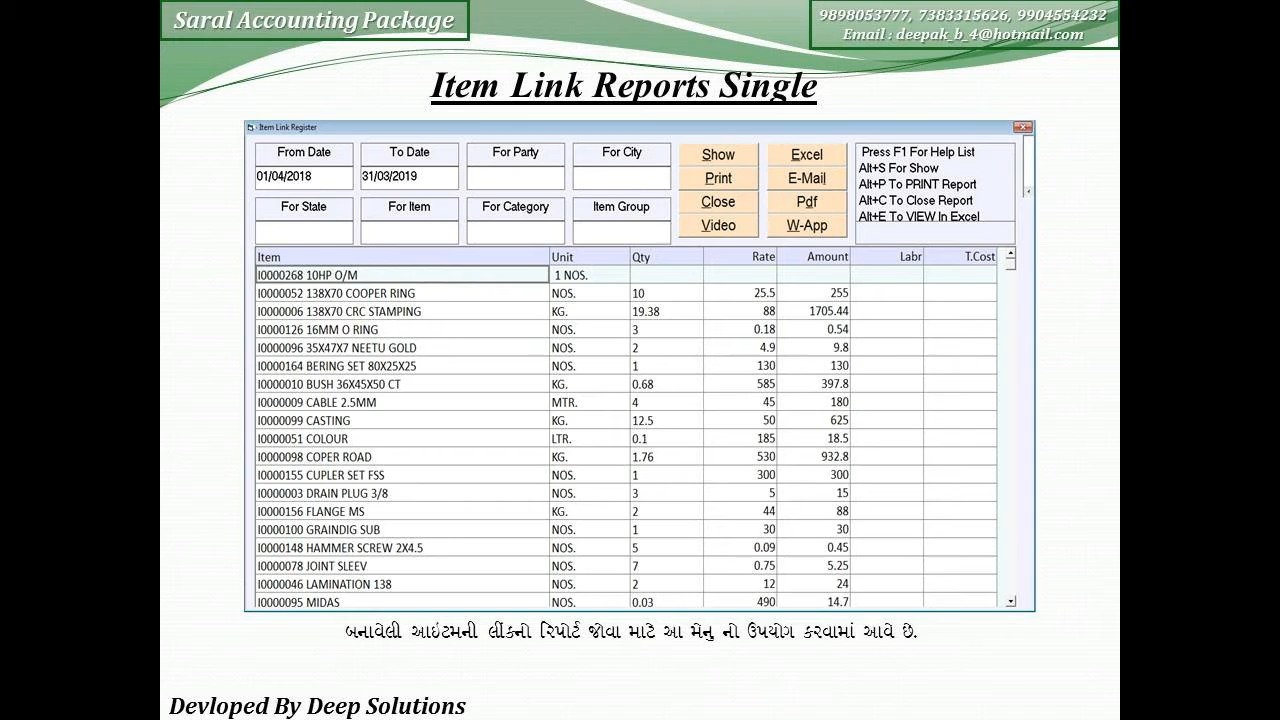 Saral Accounting Package
9898053777, 7383315626, 9904554232
Email : deepak_b_4@hotmail.com
Item Link Reports Single
Item Link Register
From Date To Date For Party For City
01/04/2018 31/03/2019
For State For Item For Category Item Group
Show Excel
Print E-Mail
Close Pdf
Video W-App
Press F1 For Help List
Alt+S For Show
Alt+P To PRINT Report
Alt+C To Close Report
Alt+E To VIEW In Excel
Item Unit Qty Rate Amount Labr T.Cost
I0000268 10HP O/M 1 NOS.
I0000052 138X70 COOPER RING NOS. 10 25.5 255
I0000006 138X70 CRC STAMPING KG. 19.38 88 1705.44
I0000126 16MM O RING NOS. 3 0.18 0.54
I0000096 35X47X7 NEETU GOLD NOS. 2 4.9 9.8
I0000164 BERING SET 80X25X25 NOS. 1 130 130
I0000010 BUSH 36X45X50 CT KG. 0.68 585 397.8
I0000009 CABLE 2.5MM MTR. 4 45 180
I0000099 CASTING KG. 12.5 50 625
I0000051 COLOUR LTR. 0.1 185 18.5
I0000098 COPER ROAD KG. 1.76 530 932.8
I0000155 CUPLER SET FSS NOS. 1 300 300
I0000003 DRAIN PLUG 3/8 NOS. 3 5 15
I0000156 FLANGE MS KG. 2 44 88
I0000100 GRAINDIG SUB NOS. 1 30 30
I0000148 HAMMER SCREW 2X4.5 NOS. 5 0.09 0.45
I0000078 JOINT SLEEV NOS. 7 0.75 5.25
I0000046 LAMINATION 138 NOS. 2 12 24
I0000095 MIDAS NOS. 0.03 490 14.7
બનાવેલી આઇટમની લીંકનો રિપોર્ટ જોવા માટે આ મેનુ નો ઉપયોગ કરવામાં આવે છે.
Devloped By Deep Solutions